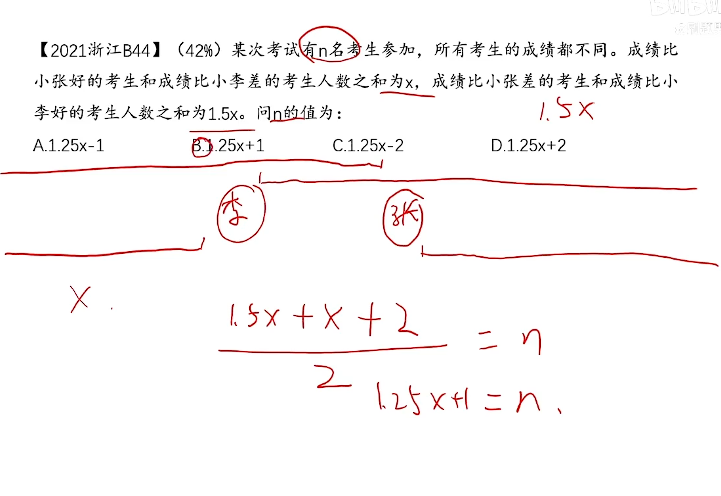 【2021浙江B44】（42%）某次考试有n名考生参加，所有考生的成绩都不同。成绩比
小张好的考生和成绩比小李差的考生人数之和为x，成绩比小张差的考生和成绩比小
李好的考生人数之和为1.5x。问n的值为：
1.5x
A.1.25x-1 B.1.25x+1 C.1.25x-2 D.1.25x+2
李 张
x
1.5x+x+2
2
= n
1.25x+1=n.